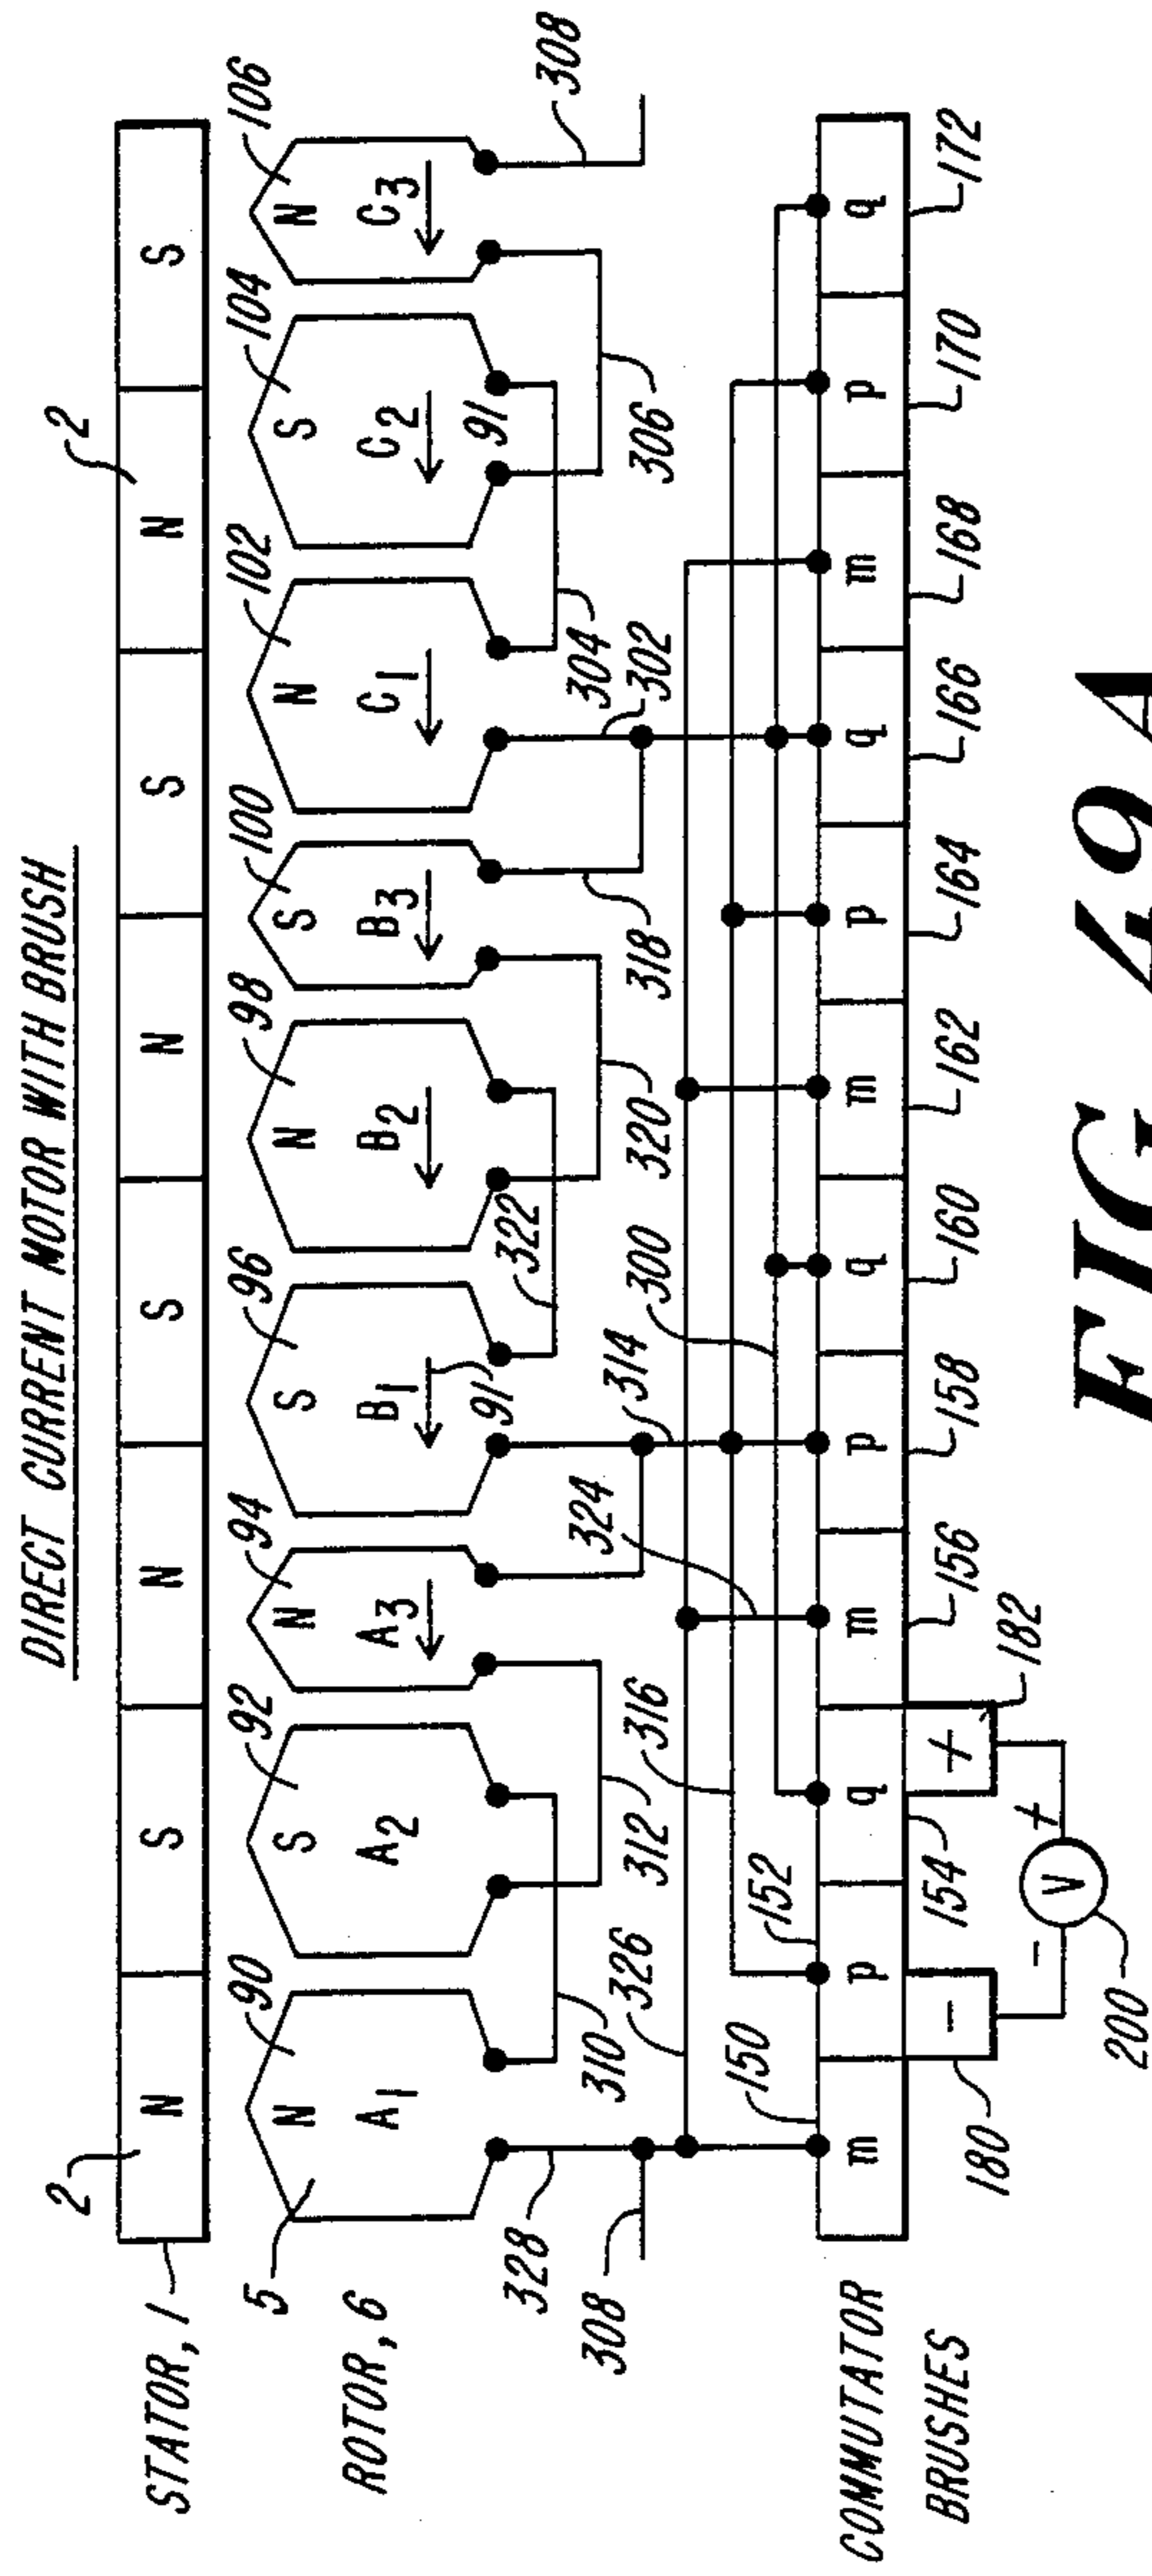 DIRECT CURRENT MOTOR WITH BRUSH
2 2
STATOR, 1 N S N S N S N S
90 92 94 96 98 100 102 104 106
5 N S N S N S N S N
ROTOR, 6 A1 A2 A3 B1 B2 B3 C1 C2 C3
91 91
328 322 308
308 310 312 318 320 304 302 306
326 316 324 314 300
150 152
COMMUTATOR m p q m p q m p q m p q
154 156 158 160 162 164 166 168 170 172
BRUSHES 180 - + 182
- V +
200
FIG 49A